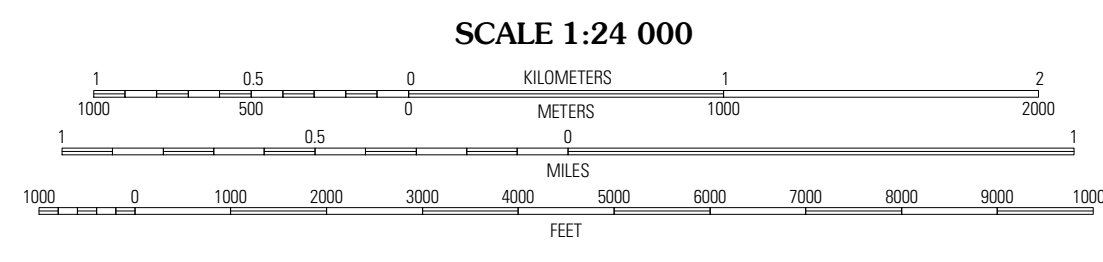 SCALE 1:24 000
1 0.5 0 KILOMETERS 1 2
1000 500 0 METERS 1000 2000
1 0.5 0 1
MILES
1000 0 1000 2000 3000 4000 5000 6000 7000 8000 9000 1000
FEET